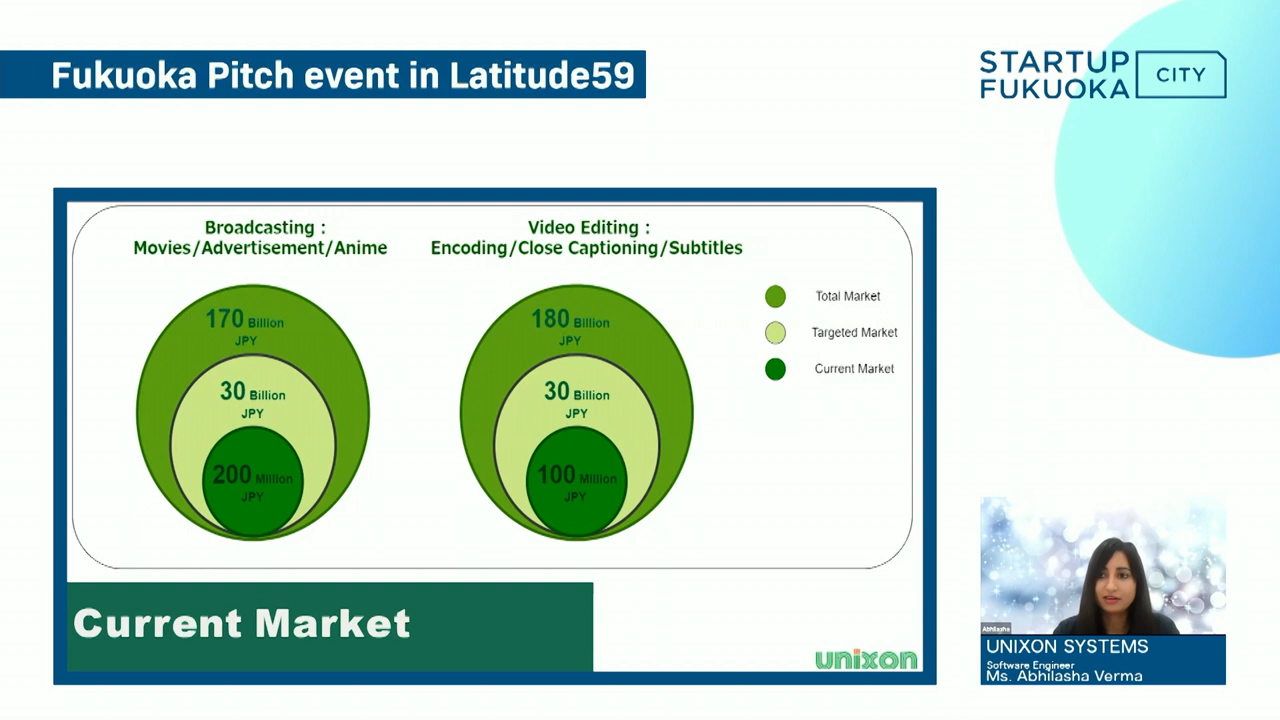 Fukuoka Pitch event in Latitude59
STARTUP
FUKUOKA
CITY
Broadcasting :
Movies/Advertisement/Anime
Video Editing :
Encoding/Close Captioning/Subtitles
170 Billion
JPY
30 Billion
JPY
200 Million
JPY
180 Billion
JPY
30 Billion
JPY
100 Million
JPY
Total Market
Targeted Market
Current Market
Current Market
unixon
Abhilasha
UNIXON SYSTEMS
Software Engineer
Ms. Abhilasha Verma